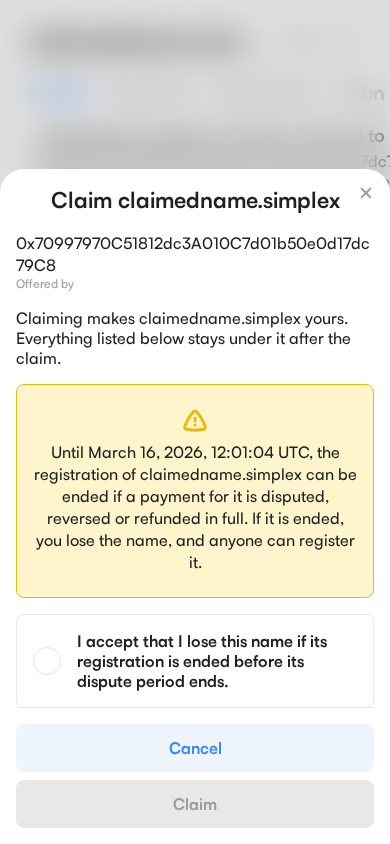 Claim claimedname.simplex
0x70997970C51812dc3A010C7d01b50e0d17dc
79C8
Offered by
Claiming makes claimedname.simplex yours.
Everything listed below stays under it after the
claim.
Until March 16, 2026, 12:01:04 UTC, the
registration of claimedname.simplex can be
ended if a payment for it is disputed,
reversed or refunded in full. If it is ended,
you lose the name, and anyone can register
it.
I accept that I lose this name if its
registration is ended before its
dispute period ends.
Cancel
Claim